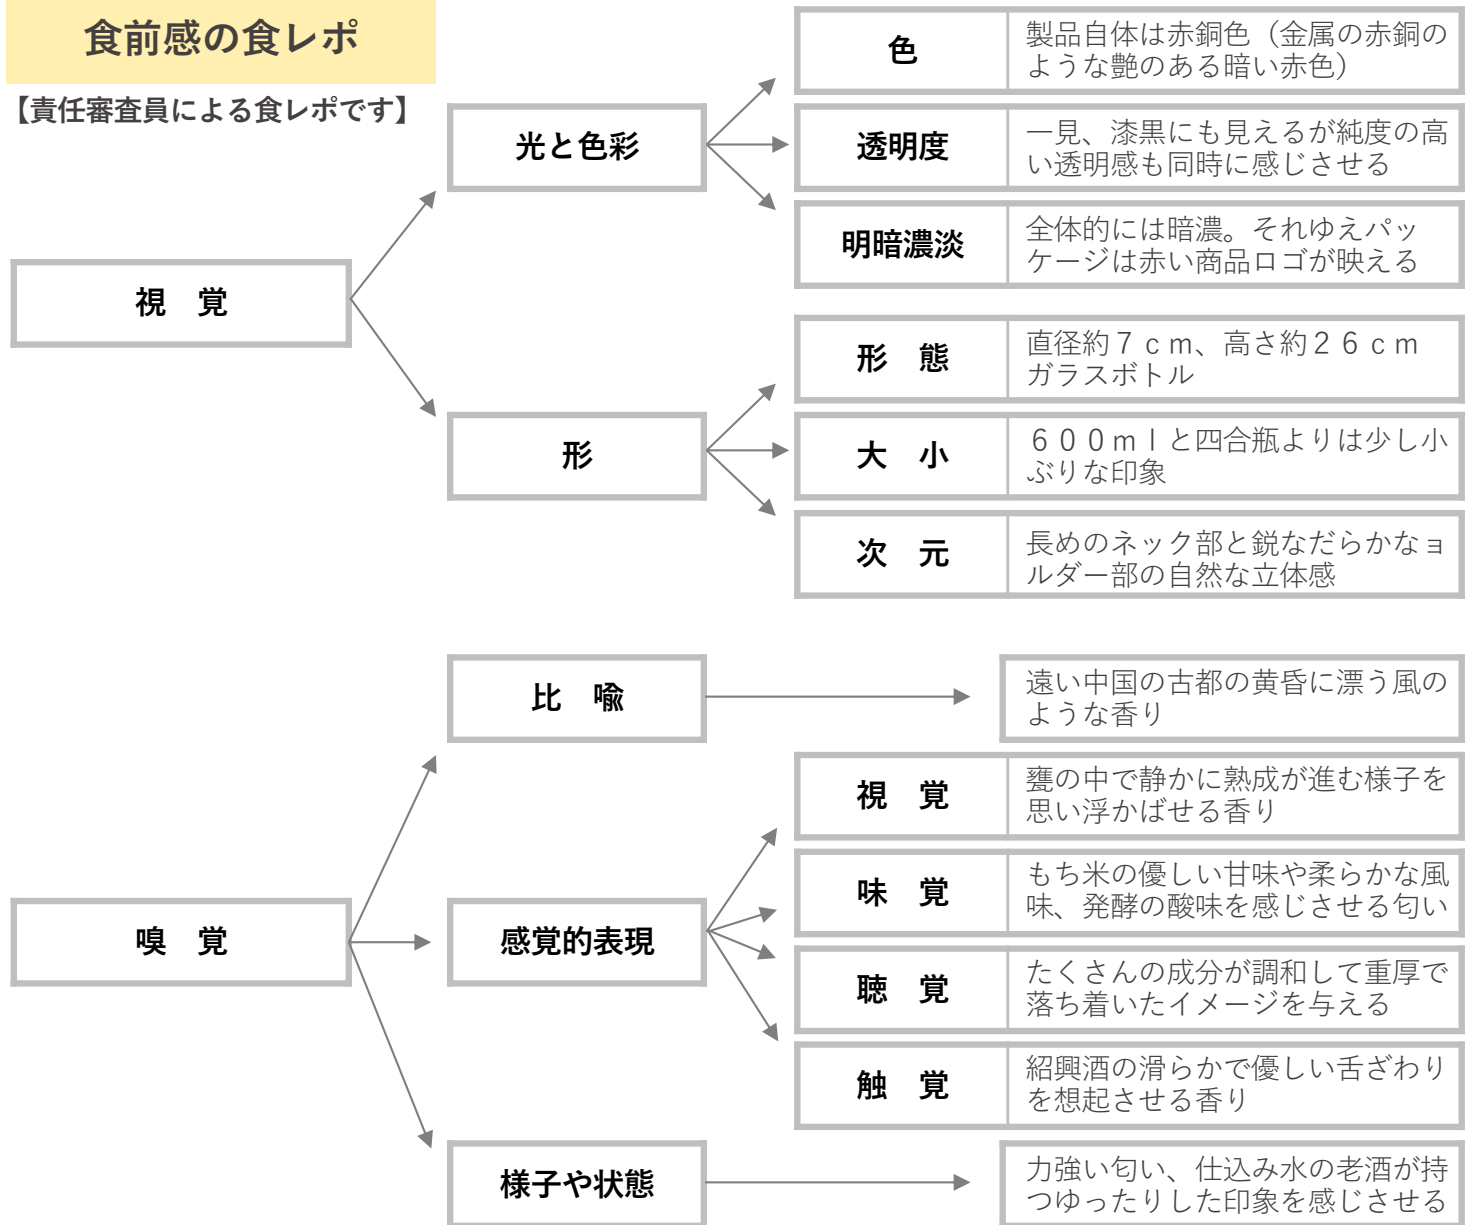 食前感の食レポ
【責任審査員による食レポです】
視　覚
光と色彩
色
製品自体は赤銅色（金属の赤銅の
ような艶のある暗い赤色）
透明度
一見、漆黒にも見えるが純度の高
い透明感も同時に感じさせる
明暗濃淡
全体的には暗濃。それゆえパッ
ケージは赤い商品ロゴが映える
形
形　態
直径約７ｃｍ、高さ約２６ｃｍ
ガラスボトル
大　小
６００ｍｌと四合瓶よりは少し小
ぶりな印象
次　元
長めのネック部と鋭なだらかなョ
ルダー部の自然な立体感
嗅　覚
比　喩
遠い中国の古都の黄昏に漂う風の
ような香り
感覚的表現
視　覚
甕の中で静かに熟成が進む様子を
思い浮かばせる香り
味　覚
もち米の優しい甘味や柔らかな風
味、発酵の酸味を感じさせる匂い
聴　覚
たくさんの成分が調和して重厚で
落ち着いたイメージを与える
触　覚
紹興酒の滑らかで優しい舌ざわり
を想起させる香り
様子や状態
力強い匂い、仕込み水の老酒が持
つゆったりした印象を感じさせる